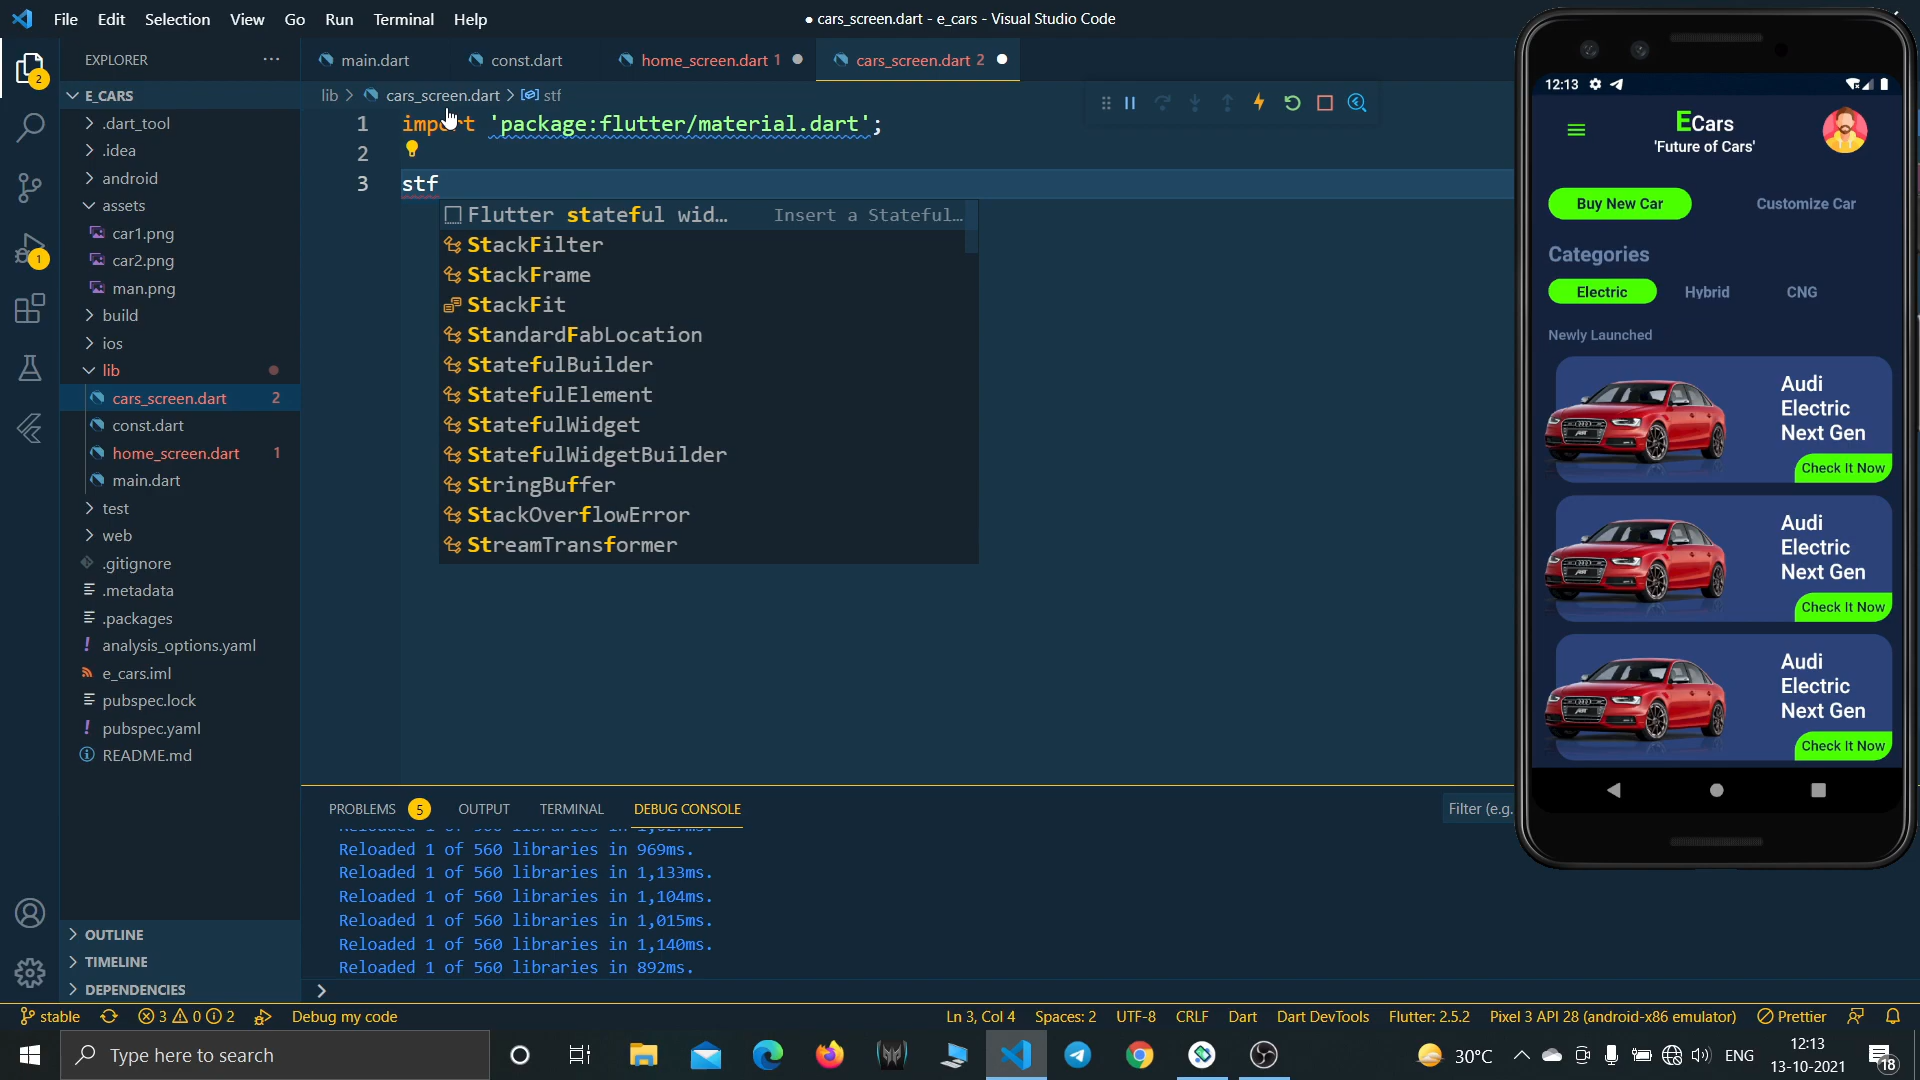 File Edit Selection View Go Run Terminal Help
● cars_screen.dart - e_cars - Visual Studio Code
EXPLORER
main.dart
const.dart
home_screen.dart 1
cars_screen.dart 2
E_CARS
lib > cars_screen.dart > stf
.dart_tool
.idea
android
assets
car1.png
car2.png
man.png
build
ios
lib
cars_screen.dart 2
const.dart
home_screen.dart 1
main.dart
test
web
.gitignore
.metadata
.packages
analysis_options.yaml
e_cars.iml
pubspec.lock
pubspec.yaml
README.md
OUTLINE
TIMELINE
DEPENDENCIES
2
1
1 import 'package:flutter/material.dart';
2
3 stf
Flutter stateful wid... Insert a Stateful...
StackFilter
StackFrame
StackFit
StandardFabLocation
StatefulBuilder
StatefulElement
StatefulWidget
StatefulWidgetBuilder
StringBuffer
StackOverflowError
StreamTransformer
PROBLEMS 5 OUTPUT TERMINAL DEBUG CONSOLE
Filter (e.g.
Reloaded 1 of 560 libraries in 969ms.
Reloaded 1 of 560 libraries in 1,133ms.
Reloaded 1 of 560 libraries in 1,104ms.
Reloaded 1 of 560 libraries in 1,015ms.
Reloaded 1 of 560 libraries in 1,140ms.
Reloaded 1 of 560 libraries in 892ms.
12:13
ECars
'Future of Cars'
Buy New Car Customize Car
Categories
Electric Hybrid CNG
Newly Launched
Audi
Electric
Next Gen
Check It Now
Audi
Electric
Next Gen
Check It Now
Audi
Electric
Next Gen
Check It Now
stable 3 0 2 Debug my code
Ln 3, Col 4 Spaces: 2 UTF-8 CRLF Dart Dart DevTools Flutter: 2.5.2 Pixel 3 API 28 (android-x86 emulator) Prettier
Type here to search
30°C
ENG
12:13
13-10-2021
18